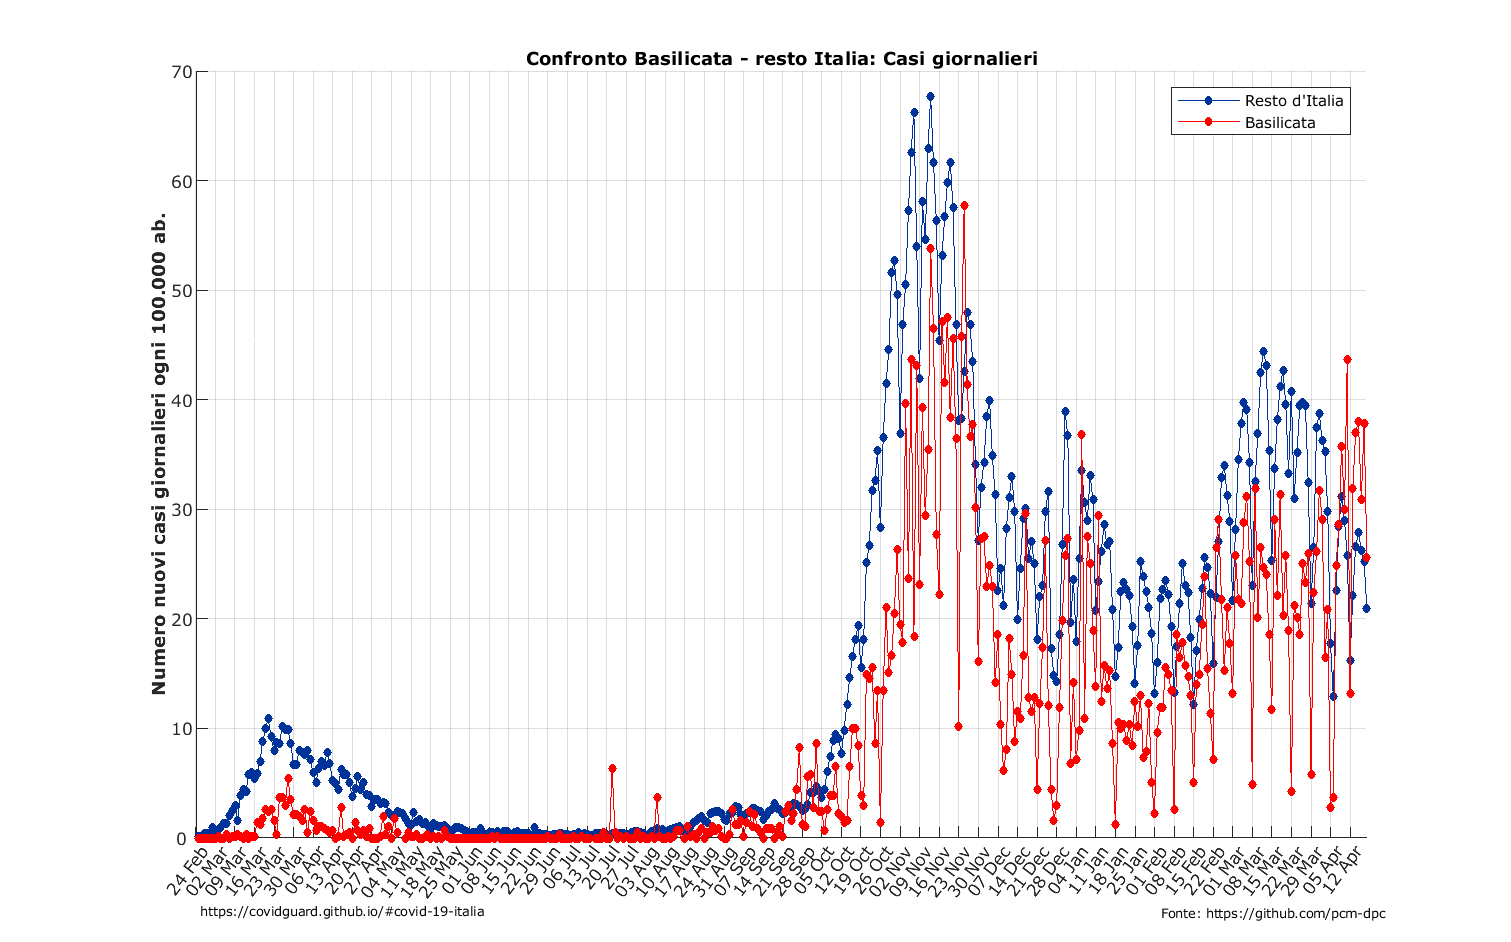 Confronto Basilicata - resto Italia: Casi giornalieri
70
60
50
40
30
20
10
0
Numero nuovi casi giornalieri ogni 100.000 ab.
Resto d'Italia
Basilicata
24 Feb
02 Mar
09 Mar
16 Mar
23 Mar
30 Mar
06 Apr
13 Apr
20 Apr
27 Apr
04 May
11 May
18 May
25 May
01 Jun
08 Jun
15 Jun
22 Jun
29 Jun
06 Jul
13 Jul
20 Jul
27 Jul
03 Aug
10 Aug
17 Aug
24 Aug
31 Aug
07 Sep
14 Sep
21 Sep
28 Sep
05 Oct
12 Oct
19 Oct
26 Oct
02 Nov
09 Nov
16 Nov
23 Nov
30 Nov
07 Dec
14 Dec
21 Dec
28 Dec
04 Jan
11 Jan
18 Jan
25 Jan
01 Feb
08 Feb
15 Feb
22 Feb
01 Mar
08 Mar
15 Mar
22 Mar
29 Mar
05 Apr
12 Apr
https://covidguard.github.io/#covid-19-italia
Fonte: https://github.com/pcm-dpc